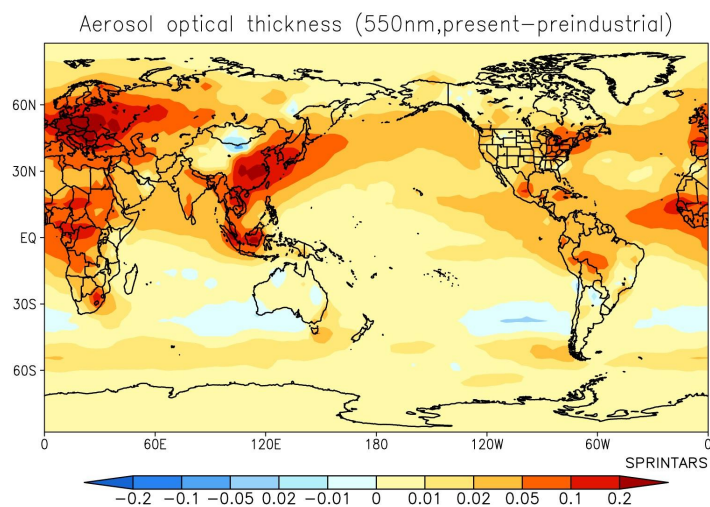 Aerosol optical thickness (550nm,present−preindustrial)
60N
30N
EQ
30S
60S
0 60E 120E 180 120W 60W 0
SPRINTARS
−0.2 −0.1 −0.05 0.02 −0.01 0 0.01 0.02 0.05 0.1 0.2